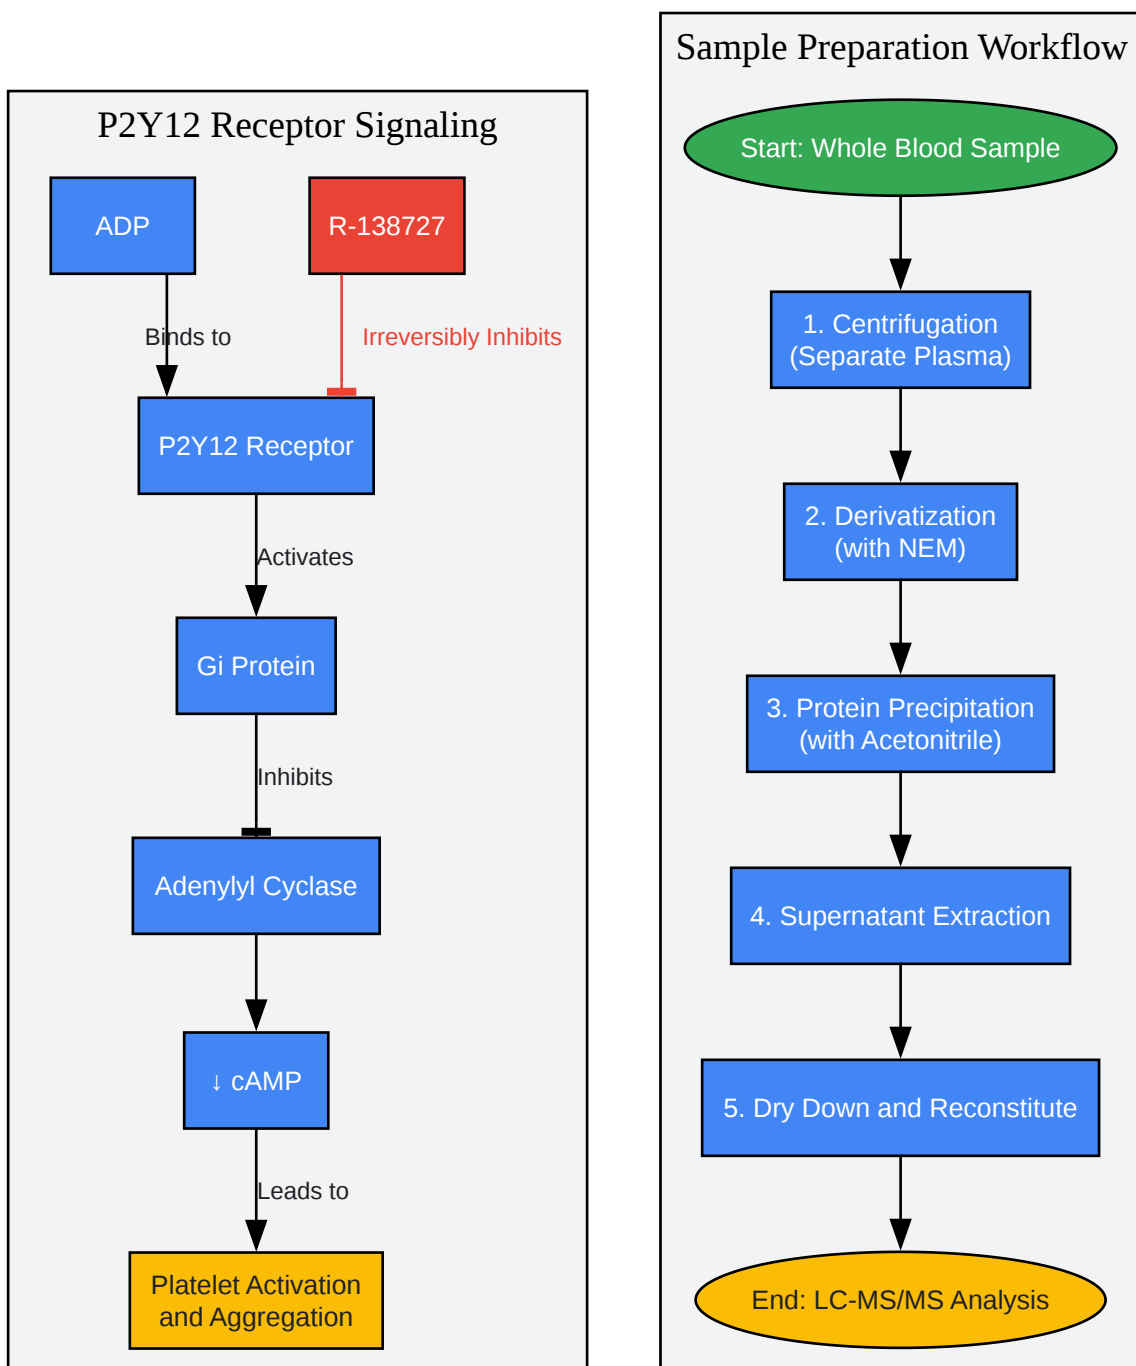 P2Y12 Receptor Signaling
ADP
R-138727
Binds to
Irreversibly Inhibits
P2Y12 Receptor
Activates
Gi Protein
Inhibits
Adenylyl Cyclase
↓ cAMP
Leads to
Platelet Activation
and Aggregation
Sample Preparation Workflow
Start: Whole Blood Sample
1. Centrifugation
(Separate Plasma)
2. Derivatization
(with NEM)
3. Protein Precipitation
(with Acetonitrile)
4. Supernatant Extraction
5. Dry Down and Reconstitute
End: LC-MS/MS Analysis